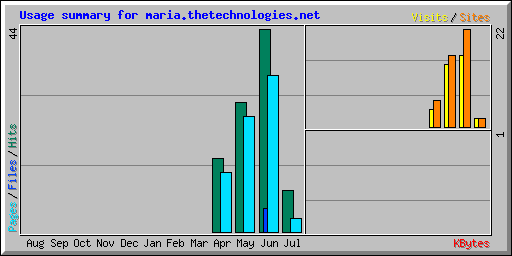 Usage summary for maria.thetechnologies.net
Visits/Sites
44
22
Pages/Files/Hits
1
Aug Sep Oct Nov Dec Jan Feb Mar Apr May Jun Jul
KBytes